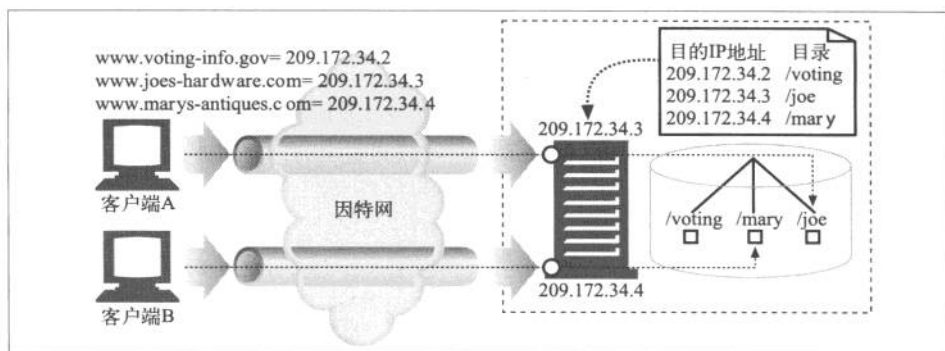 www.voting-info.gov= 209.172.34.2
www.joes-hardware.com= 209.172.34.3
www.marys-antiques.c om= 209.172.34.4
目的IP地址 目录
209.172.34.2 /voting
209.172.34.3 /joe
209.172.34.4 /mar y
209.172.34.3
客户端A
因特网
/voting /mary /joe
209.172.34.4
客户端B